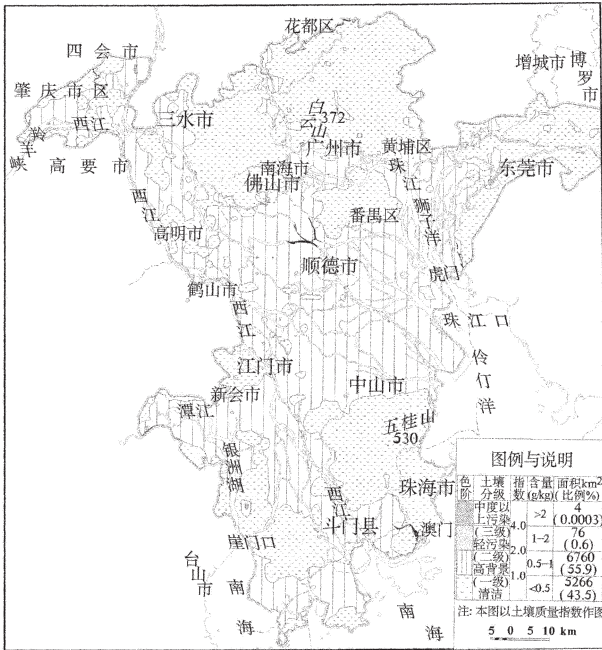 花都区
四会市
增城市
博罗市
肇庆市区
西江
三水市
白云山
372
广州市
黄埔区
羚羊峡
高要市
南海市
佛山市
珠江
东莞市
西江
番禺区
狮子洋
高明市
顺德市
虎门
鹤山市
西江
珠江口
伶仃洋
江门市
新会市
中山市
潭江
五桂山
530
银洲湖
珠海市
西江
斗门县
澳门
崖门口
台山市
南海
南海
图例与说明
色阶 土壤分级 指数 含量(g/kg) 面积km²(比例%)
中度以上污染 >2 4(0.0003)
4.0
(三级)轻污染 1-2 76(0.6)
2.0
(二级)高背景 0.5-1 6760(55.9)
1.0
(一级)清洁 <0.5 5266(43.5)
注: 本图以土壤质量指数作图
5 0 5 10 km